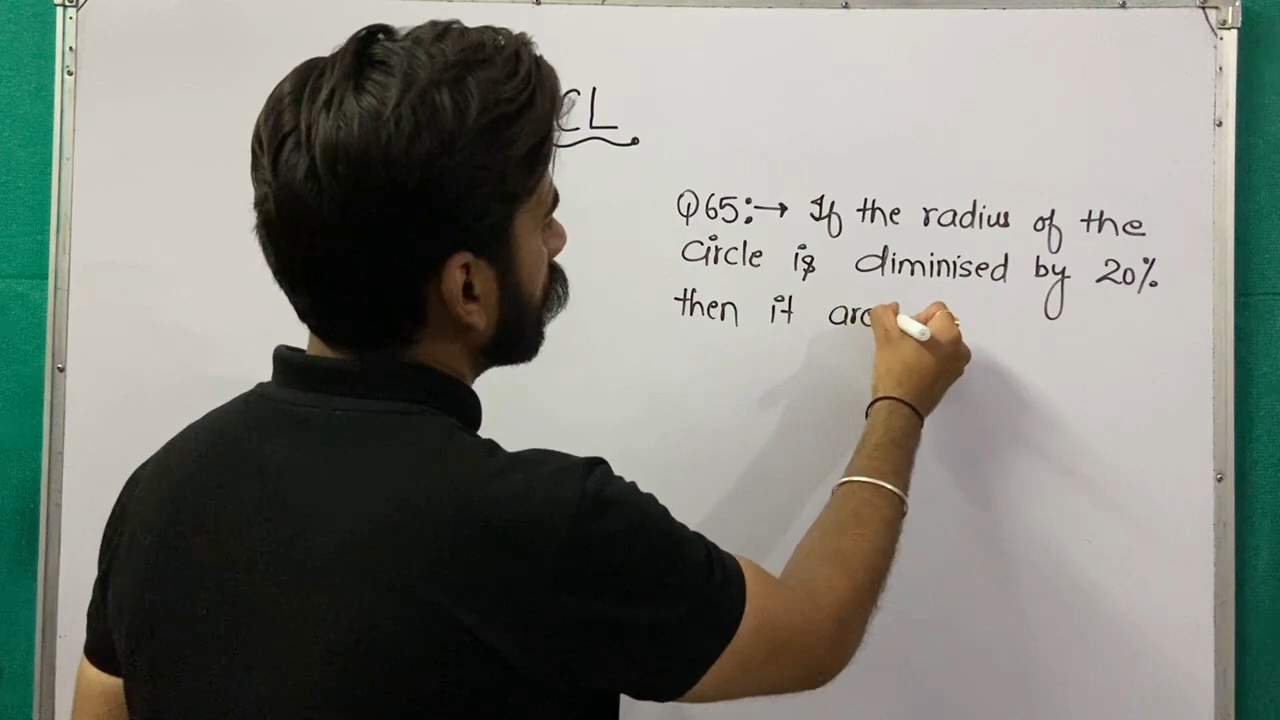 CL
Q65:→ If the radius of the
circle is diminised by 20%
then it